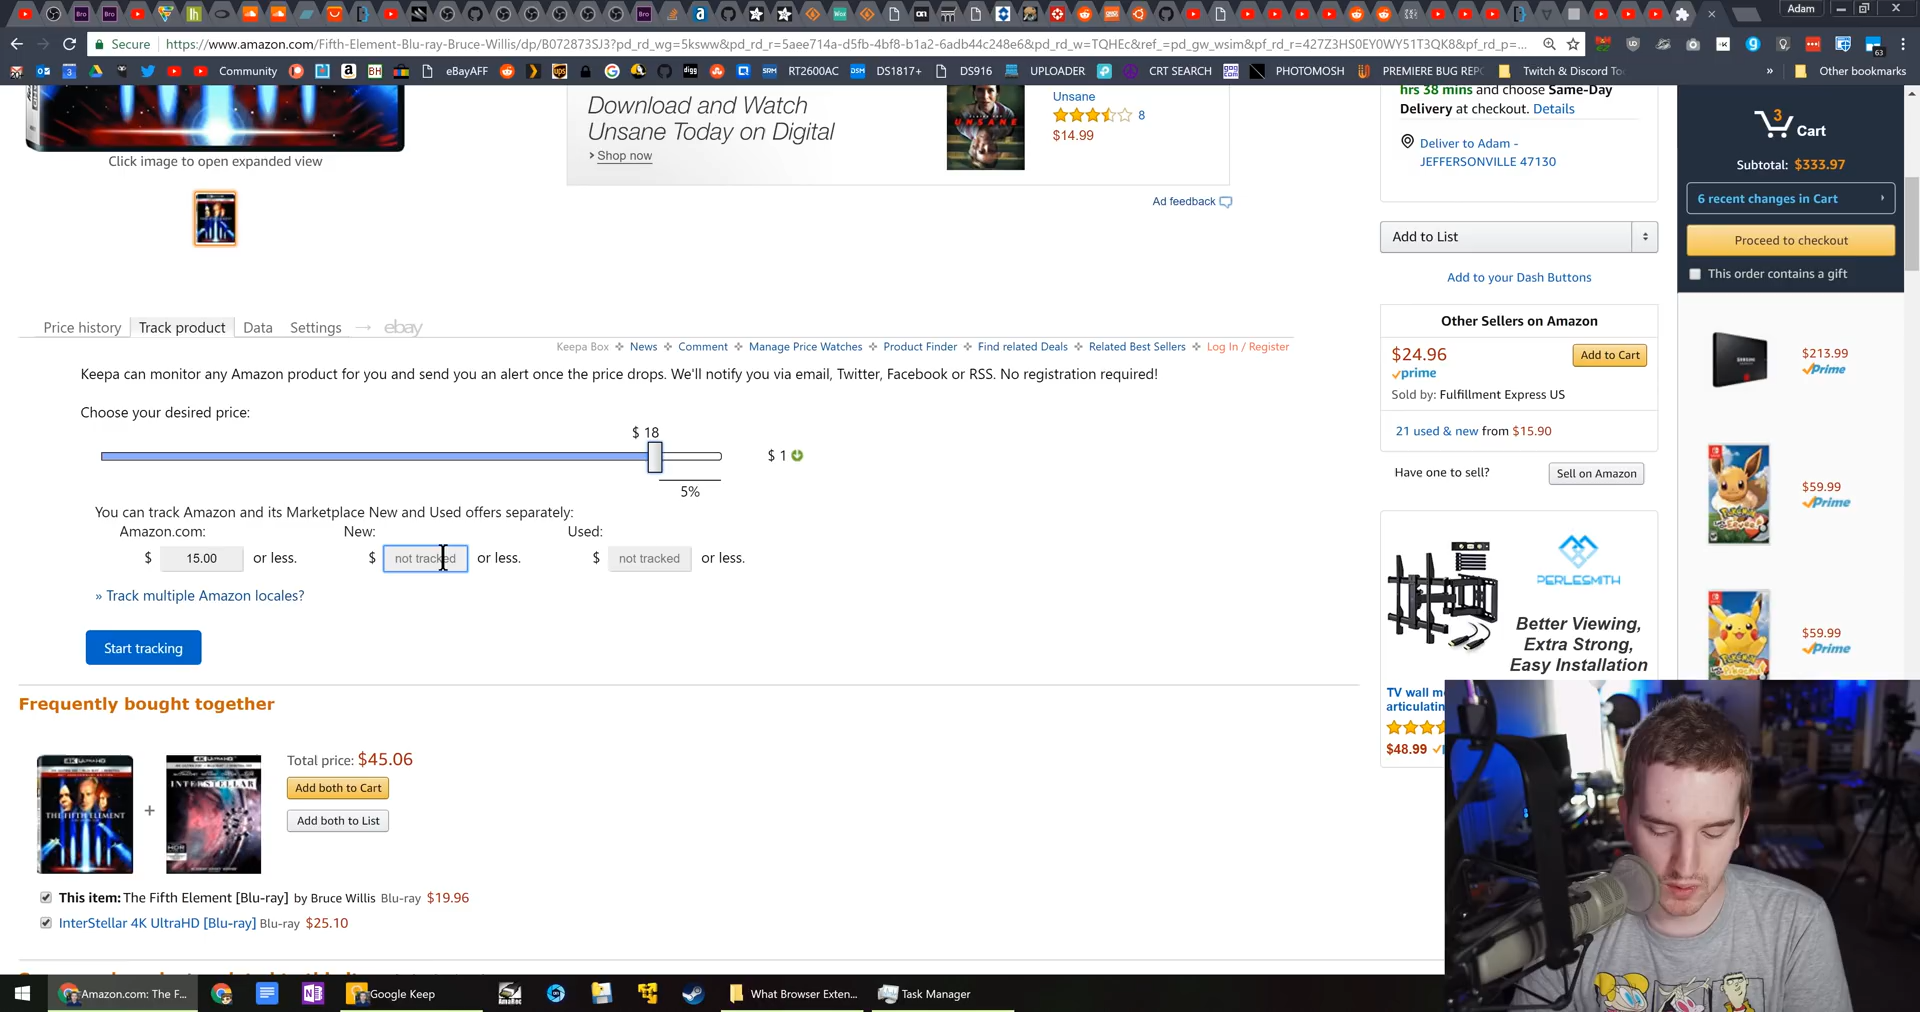 Adam
Secure
https://www.amazon.com/Fifth-Element-Blu-ray-Bruce-Willis/dp/B072873SJ3?pd_rd_wg=5ksww&pd_rd_r=5aee714a-d5fb-4bf8-b1a2-6adb44c248e6&pd_rd_w=TQHEc&ref_=pd_gw_wsim&pf_rd_r=427Z3HS0EY0WY51T3QK8&pf_rd_p=...
Community
eBayAFF
RT2600AC
DS1817+
DS916
UPLOADER
CRT SEARCH
PHOTOMOSH
PREMIERE BUG REP
Twitch & Discord To
»
Other bookmarks
Click image to open expanded view
Download and Watch
Unsane Today on Digital
› Shop now
UNSANE
Unsane
8
$14.99
Ad feedback
hrs 38 mins and choose Same-Day
Delivery at checkout. Details
Deliver to Adam -
JEFFERSONVILLE 47130
Add to List
Add to your Dash Buttons
3
Cart
Subtotal: $333.97
6 recent changes in Cart
Proceed to checkout
This order contains a gift
Price history
Track product
Data
Settings
ebay
Keepa Box
News
Comment
Manage Price Watches
Product Finder
Find related Deals
Related Best Sellers
Log In / Register
Keepa can monitor any Amazon product for you and send you an alert once the price drops. We'll notify you via email, Twitter, Facebook or RSS. No registration required!
Choose your desired price:
$ 18
$ 1
5%
You can track Amazon and its Marketplace New and Used offers separately:
Amazon.com:
New:
Used:
$ 15.00 or less.
$ not tracked or less.
$ not tracked or less.
» Track multiple Amazon locales?
Start tracking
Other Sellers on Amazon
$24.96
Add to Cart
prime
Sold by: Fulfillment Express US
21 used & new from $15.90
Have one to sell?
Sell on Amazon
$213.99
Prime
$59.99
Prime
$59.99
Prime
PERLESMITH
Better Viewing,
Extra Strong,
Easy Installation
TV wall m
articulatin
$48.99
Frequently bought together
THE FIFTH ELEMENT
+
INTERSTELLAR
HDR
Total price: $45.06
Add both to Cart
Add both to List
This item: The Fifth Element [Blu-ray] by Bruce Willis Blu-ray $19.96
InterStellar 4K UltraHD [Blu-ray] Blu-ray $25.10
Amazon.com: The F...
Google Keep
What Browser Exten...
Task Manager